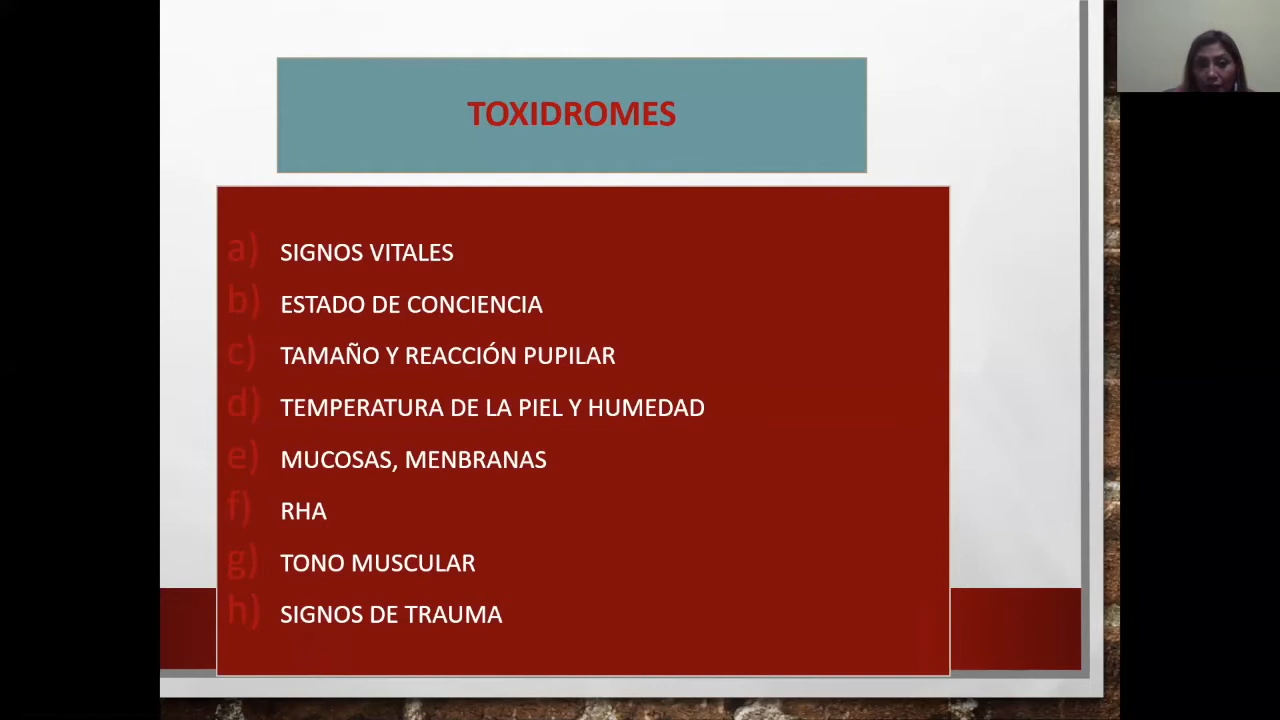 TOXIDROMES
a) SIGNOS VITALES
b) ESTADO DE CONCIENCIA
c) TAMAÑO Y REACCIÓN PUPILAR
d) TEMPERATURA DE LA PIEL Y HUMEDAD
e) MUCOSAS, MENBRANAS
f) RHA
g) TONO MUSCULAR
h) SIGNOS DE TRAUMA